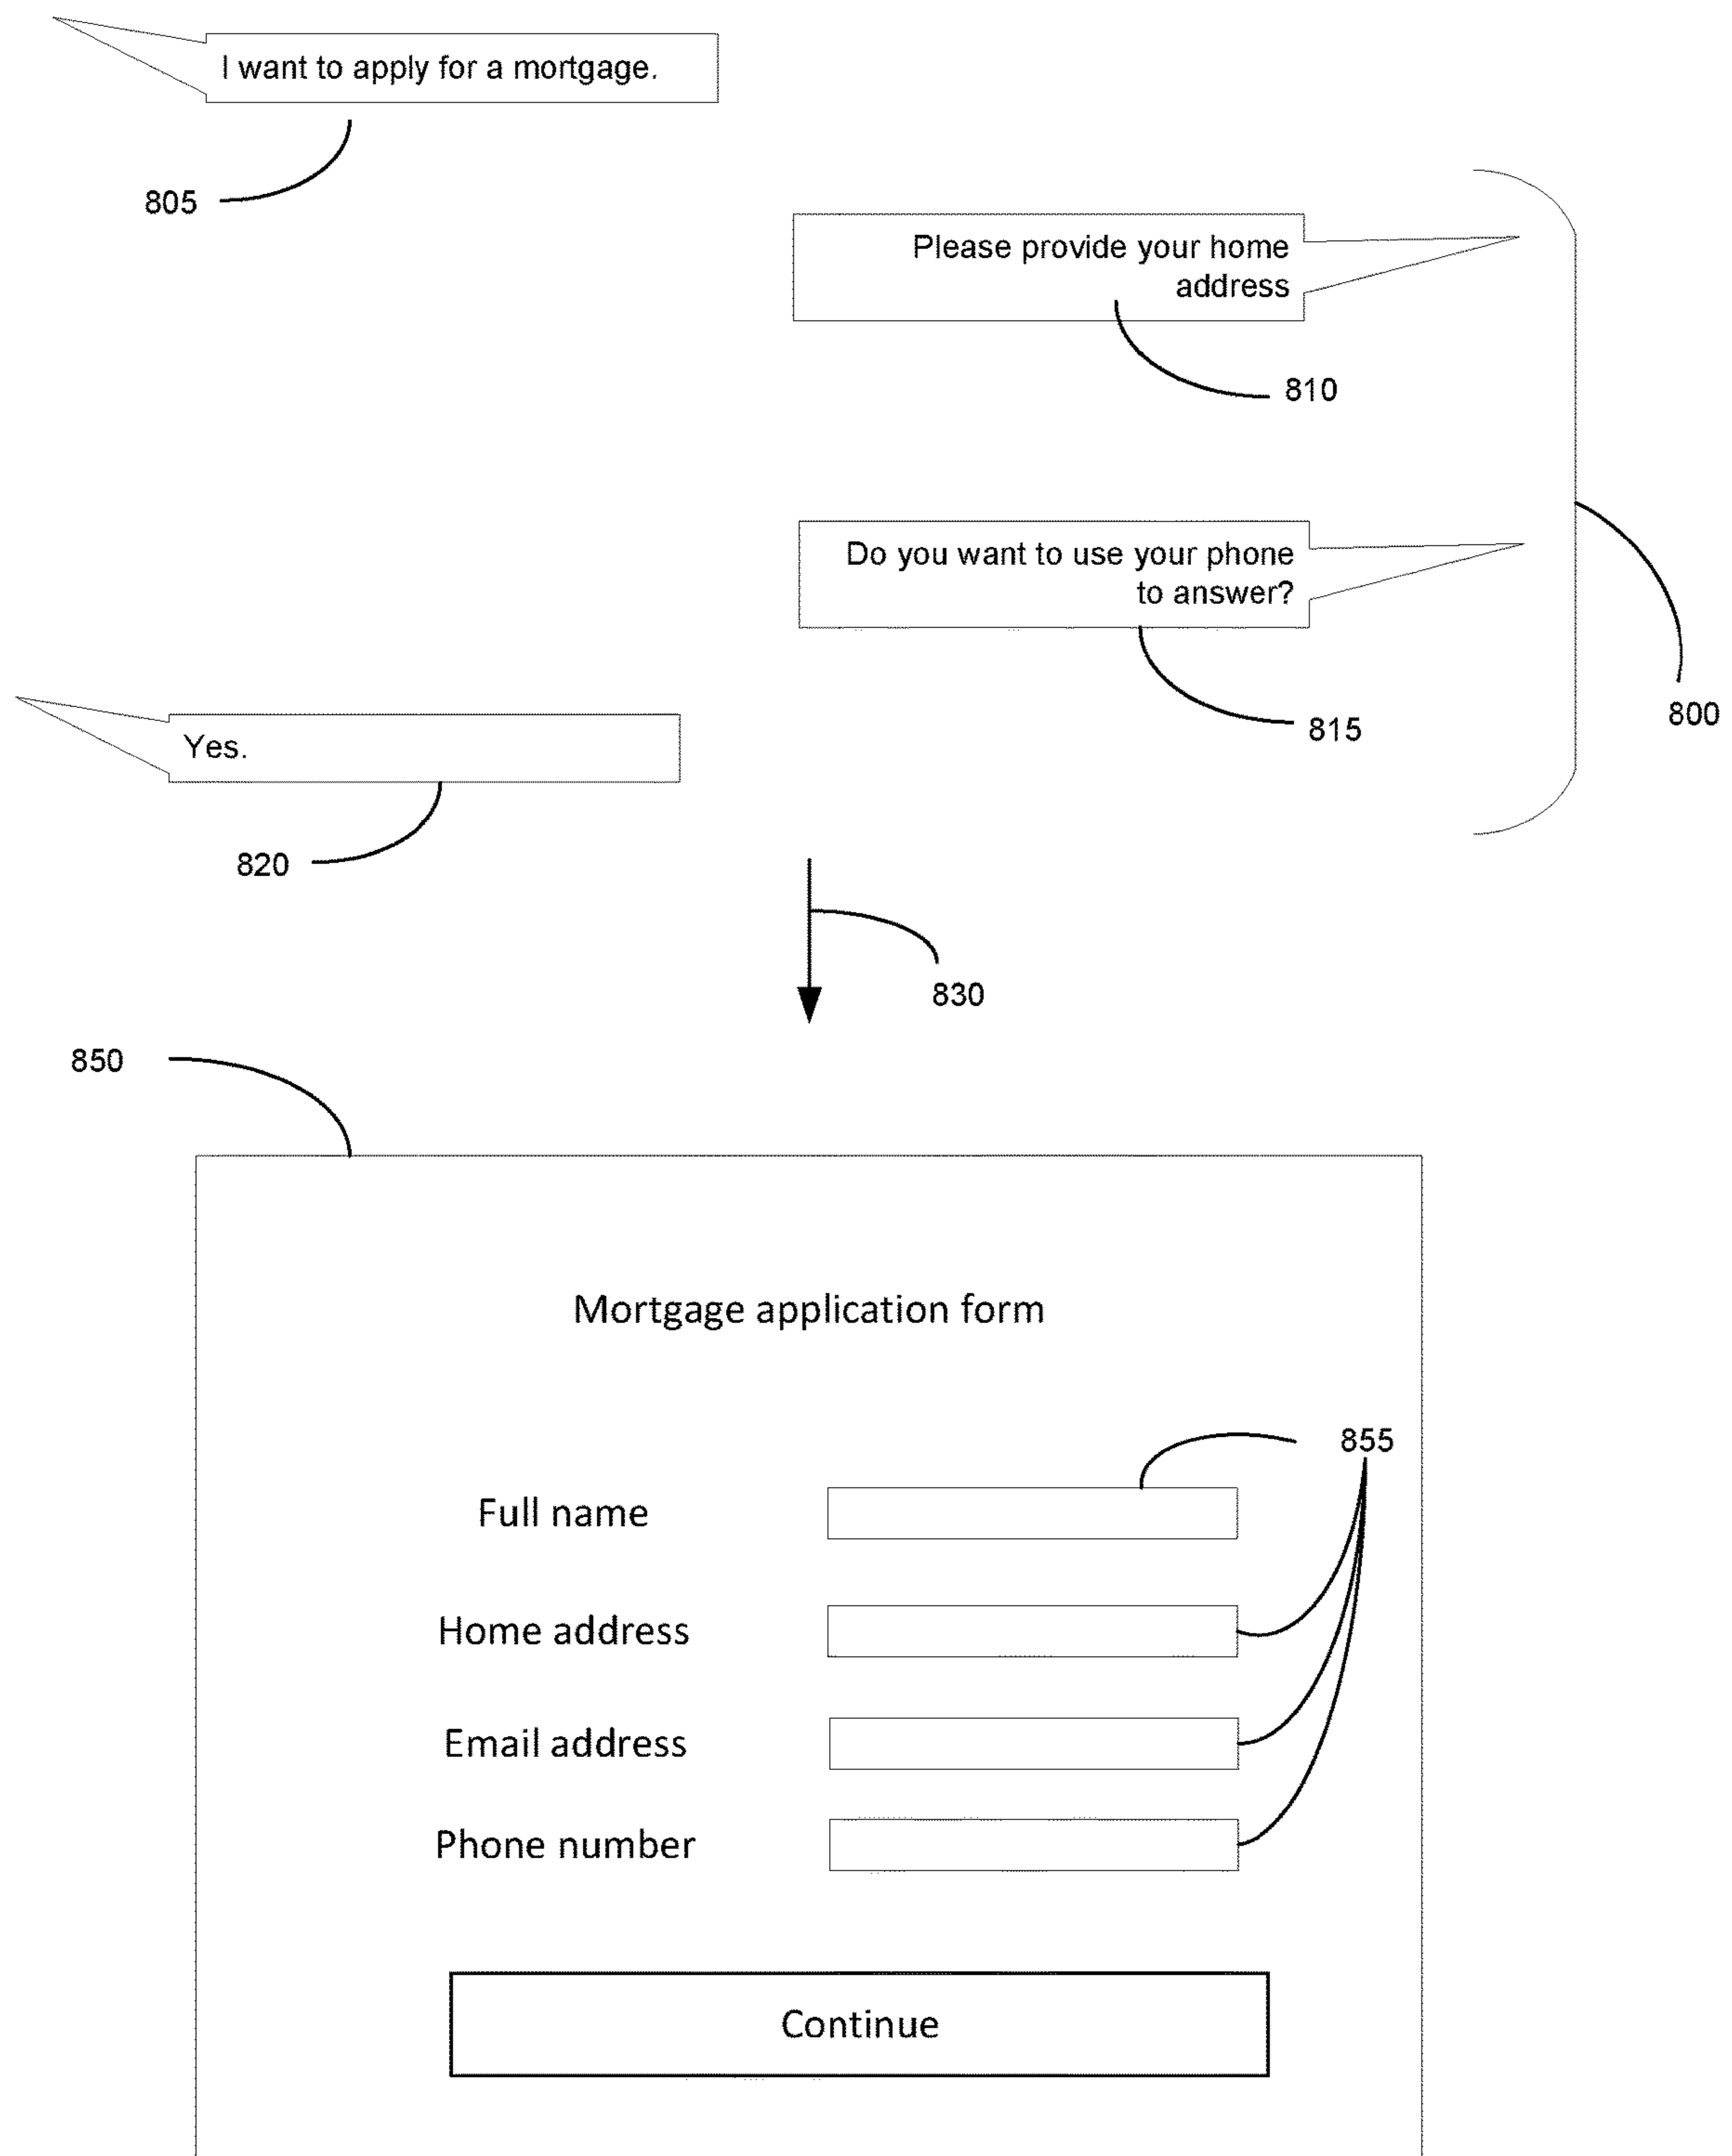 I want to apply for a mortgage.
805
Please provide your home
address
810
Do you want to use your phone
to answer?
815
800
Yes.
820
830
850
Mortgage application form
855
Full name
Home address
Email address
Phone number
Continue